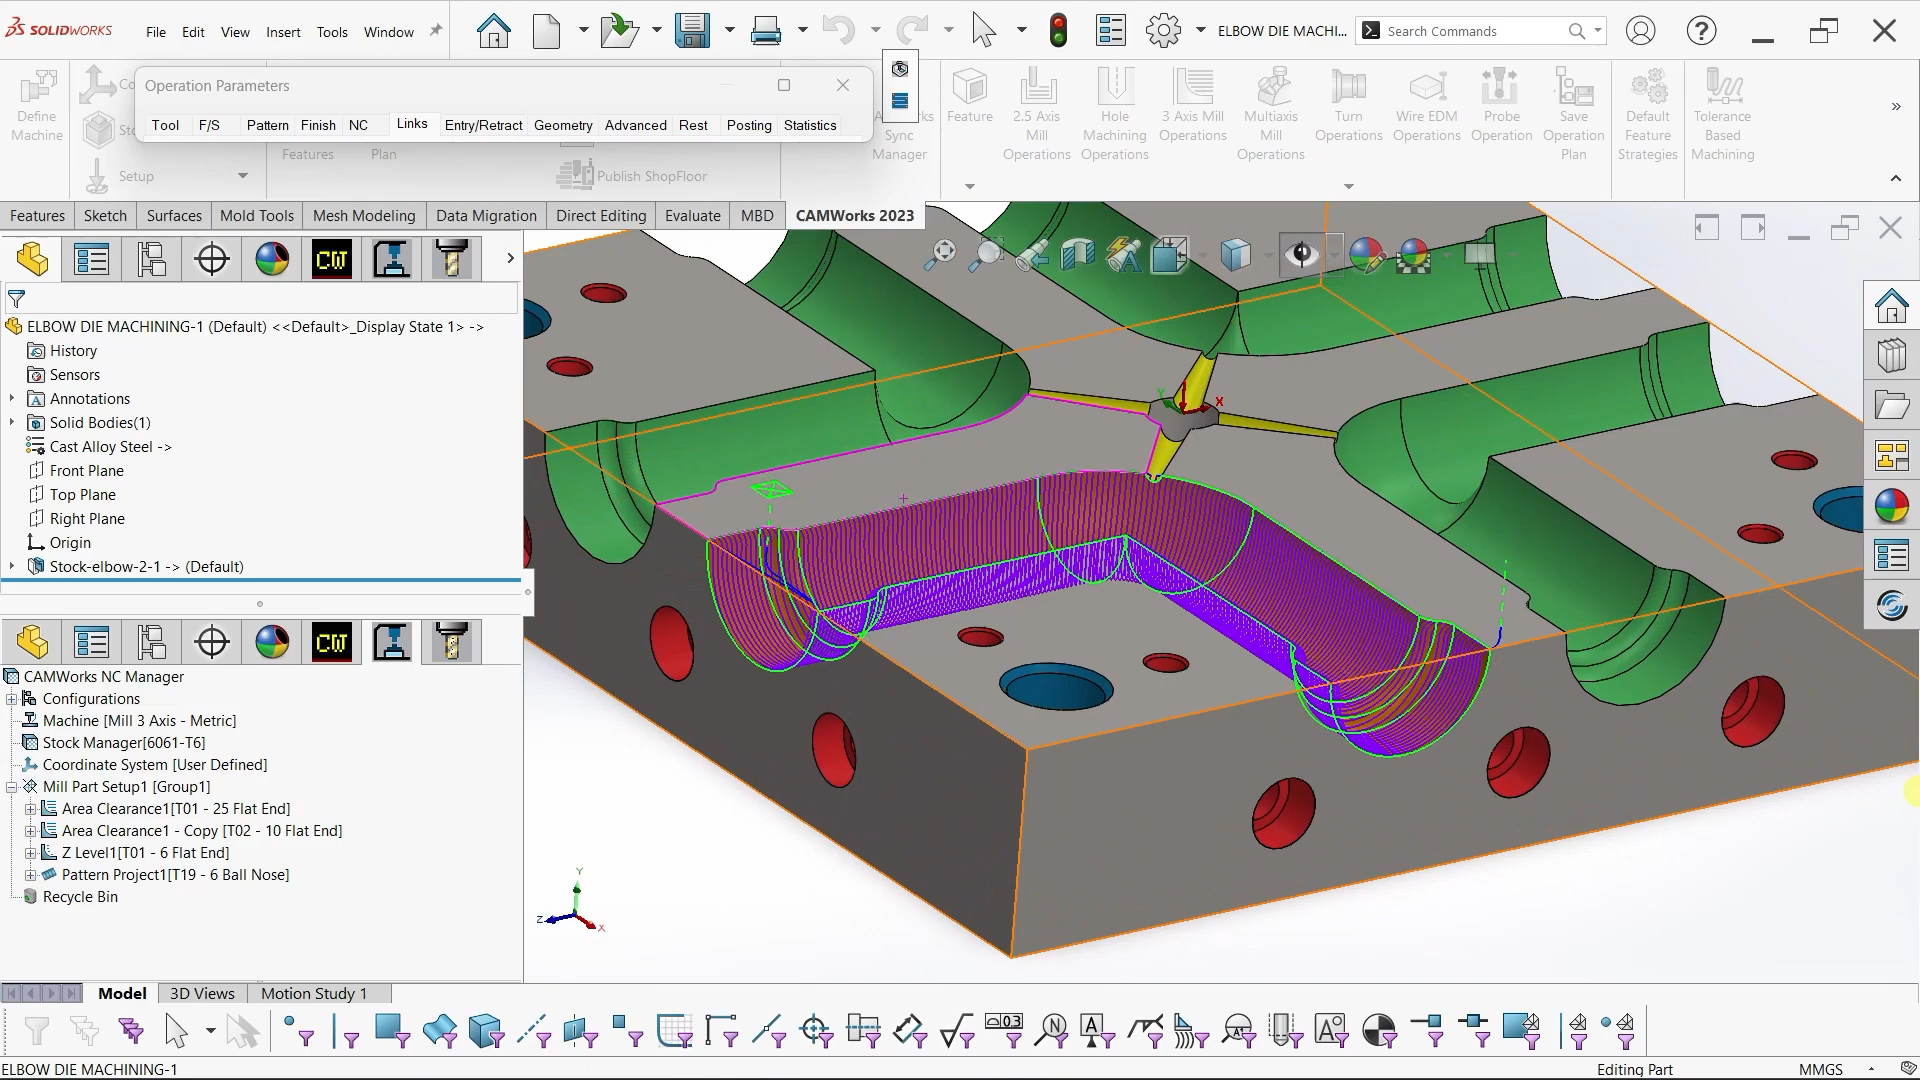 SOLIDWORKS
File Edit View Insert Tools Window
ELBOW DIE MACHI...
Search Commands
Operation Parameters
Tool F/S Pattern Finish NC Links Entry/Retract Geometry Advanced Rest Posting Statistics
Define Machine
Setup
Features
Plan
Publish ShopFloor
Sync Manager
Feature
2.5 Axis Mill Operations
Hole Machining Operations
3 Axis Mill Operations
Multiaxis Mill Operations
Turn Operations
Wire EDM Operations
Probe Operation
Save Operation Plan
Default Feature Strategies
Tolerance Based Machining
Features Sketch Surfaces Mold Tools Mesh Modeling Data Migration Direct Editing Evaluate MBD CAMWorks 2023
CW
ELBOW DIE MACHINING-1 (Default) <<Default>_Display State 1> ->
History
Sensors
Annotations
Solid Bodies(1)
Cast Alloy Steel ->
Front Plane
Top Plane
Right Plane
Origin
Stock-elbow-2-1 -> (Default)
CW
CAMWorks NC Manager
Configurations
Machine [Mill 3 Axis - Metric]
Stock Manager[6061-T6]
Coordinate System [User Defined]
Mill Part Setup1 [Group1]
Area Clearance1[T01 - 25 Flat End]
Area Clearance1 - Copy [T02 - 10 Flat End]
Z Level1[T01 - 6 Flat End]
Pattern Project1[T19 - 6 Ball Nose]
Recycle Bin
X
Y
Y
Z
X
Model 3D Views Motion Study 1
ELBOW DIE MACHINING-1
Editing Part
MMGS